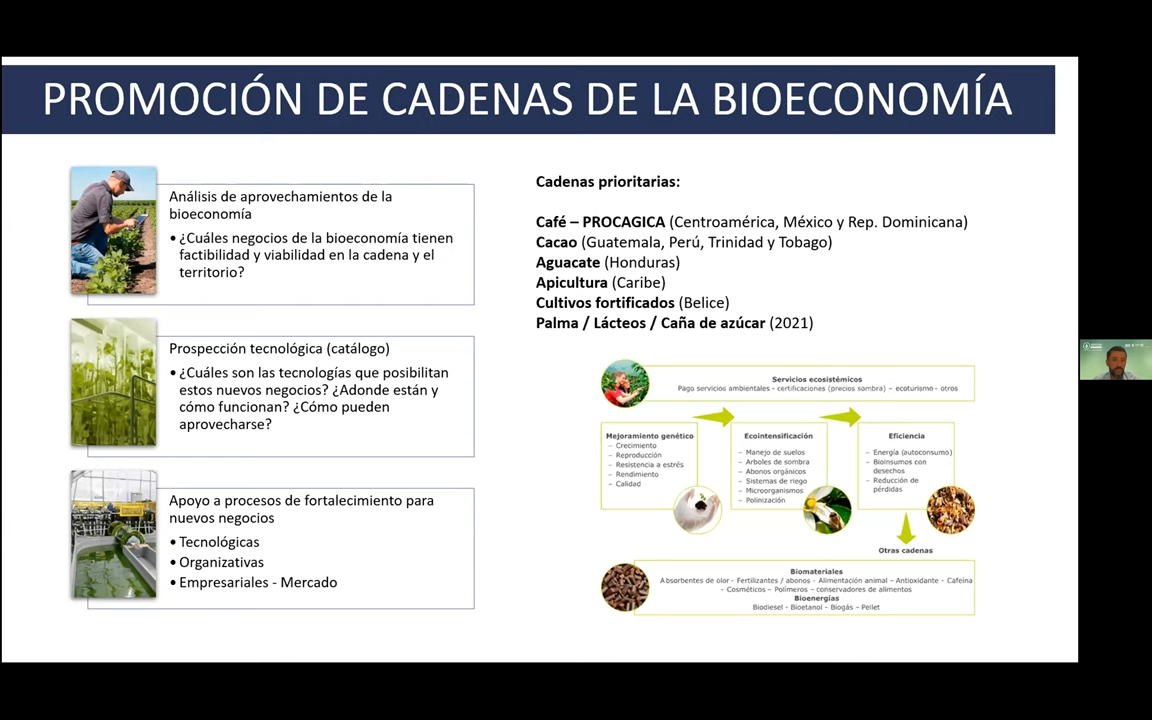 PROMOCIÓN DE CADENAS DE LA BIOECONOMÍA
Análisis de aprovechamientos de la
bioeconomía
• ¿Cuáles negocios de la bioeconomía tienen
factibilidad y viabilidad en la cadena y el
territorio?
Prospección tecnológica (catálogo)
• ¿Cuáles son las tecnologías que posibilitan
estos nuevos negocios? ¿Adonde están y
cómo funcionan? ¿Cómo pueden
aprovecharse?
Apoyo a procesos de fortalecimiento para
nuevos negocios
• Tecnológicas
• Organizativas
• Empresariales - Mercado
Cadenas prioritarias:
Café – PROCAGICA (Centroamérica, México y Rep. Dominicana)
Cacao (Guatemala, Perú, Trinidad y Tobago)
Aguacate (Honduras)
Apicultura (Caribe)
Cultivos fortificados (Belice)
Palma / Lácteos / Caña de azúcar (2021)
Servicios ecosistémicos
Pago servicios ambientales - certificaciones (precios sombra) – ecoturismo - otros
Mejoramiento genético
– Crecimiento
– Reproducción
– Resistencia a estrés
– Rendimiento
– Calidad
Ecointensificación
– Manejo de suelos
– Arboles de sombra
– Abonos orgánicos
– Sistemas de riego
– Microorganismos
– Polinización
Eficiencia
– Energía (autoconsumo)
– Bioinsumos con
desechos
– Reducción de
pérdidas
Otras cadenas
Biomateriales
Absorbentes de olor - Fertilizantes / abonos - Alimentación animal – Antioxidante - Cafeína
- Cosméticos – Polímeros – conservadores de alimentos
Bioenergías
Biodiesel - Bioetanol - Biogás – Pellet